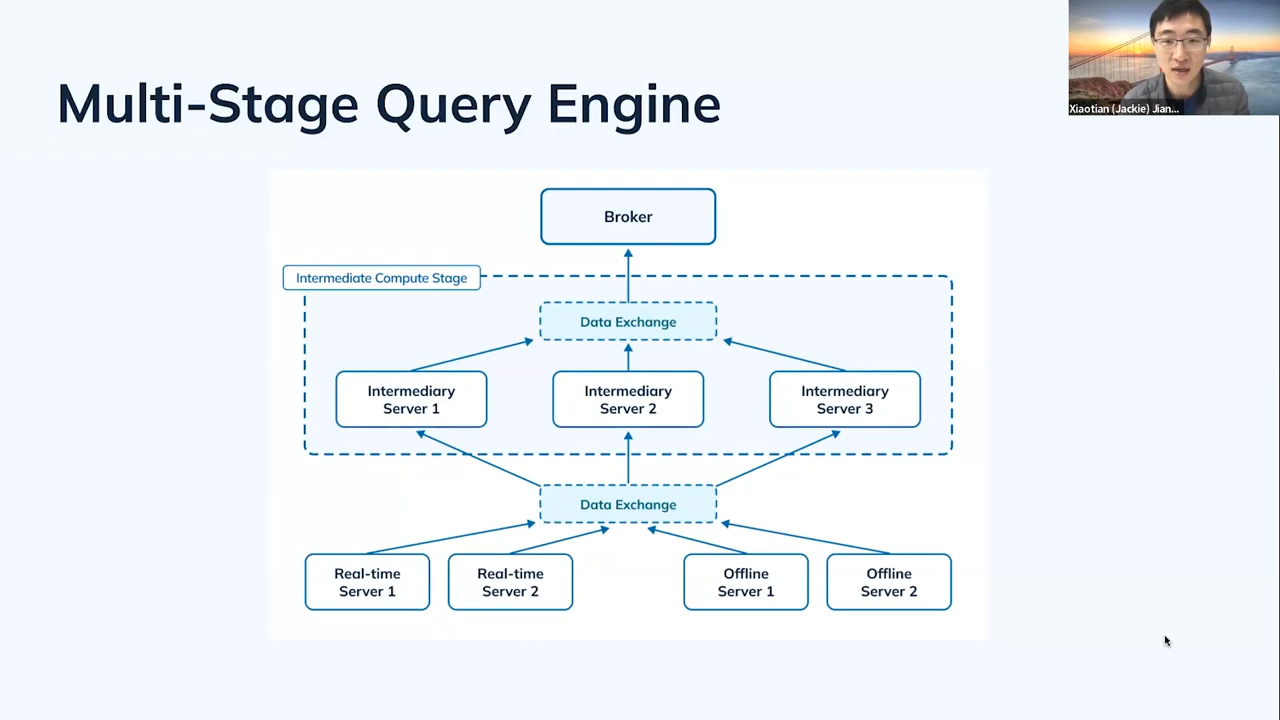 Multi-Stage Query Engine
Xiaotian (Jackie) Jian...
Broker
Intermediate Compute Stage
Data Exchange
Intermediary
Server 1
Intermediary
Server 2
Intermediary
Server 3
Data Exchange
Real-time
Server 1
Real-time
Server 2
Offline
Server 1
Offline
Server 2